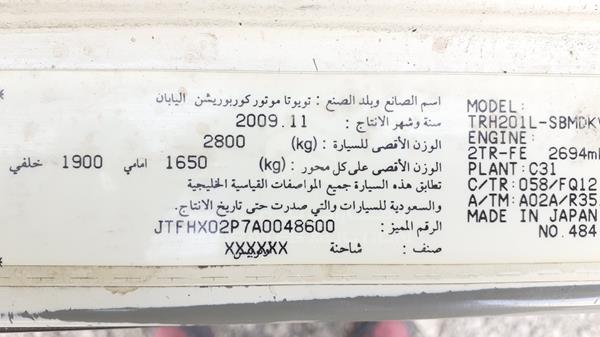 اسم الصانع وبلد الصنع : تويوتا موتور كوربوريشن اليابان
سنة وشهر الانتاج : 2009.11
الوزن الأقصى للسيارة : (kg) 2800
الوزن الأقصى على كل محور : (kg) 1650 امامي 1900 خلفي
تطابق هذه السيارة جميع المواصفات القياسية الخليجية
والسعودية للسيارات والتي صدرت حتى تاريخ الانتاج.
الرقم المميز : JTFHX02P7A0048600
صنف : شاحنة XXXXXX
MODEL:
TRH201L-SBMDK
ENGINE:
2TR-FE 2694m
PLANT:C31
C/TR:058/FQ12
A/TM:A02A/R35
MADE IN JAPAN
NO.484